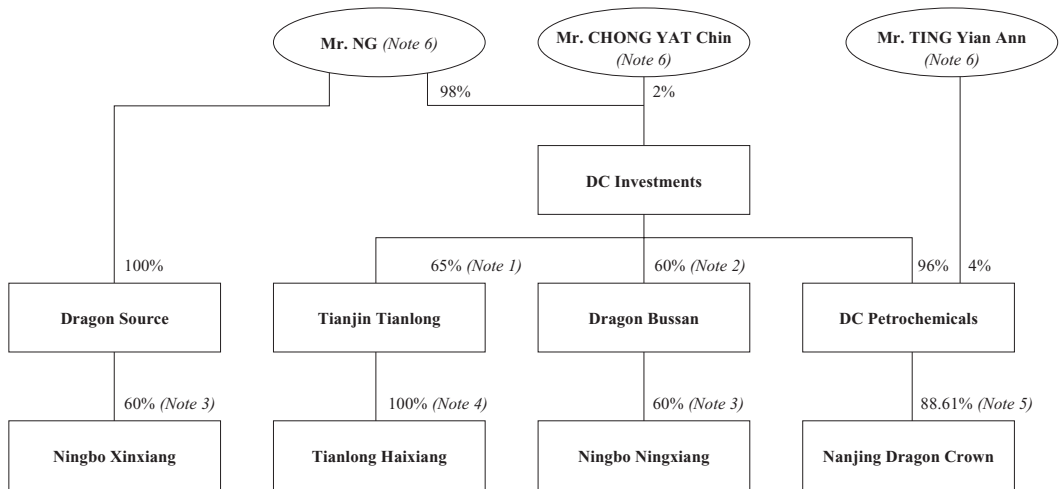 Mr. NG (Note 6)
Mr. CHONG YAT Chin
(Note 6)
Mr. TING Yian Ann
(Note 6)
98%
2%
DC Investments
100%
65% (Note 1)
60% (Note 2)
96%
4%
Dragon Source
Tianjin Tianlong
Dragon Bussan
DC Petrochemicals
60% (Note 3)
100% (Note 4)
60% (Note 3)
88.61% (Note 5)
Ningbo Xinxiang
Tianlong Haixiang
Ningbo Ningxiang
Nanjing Dragon Crown